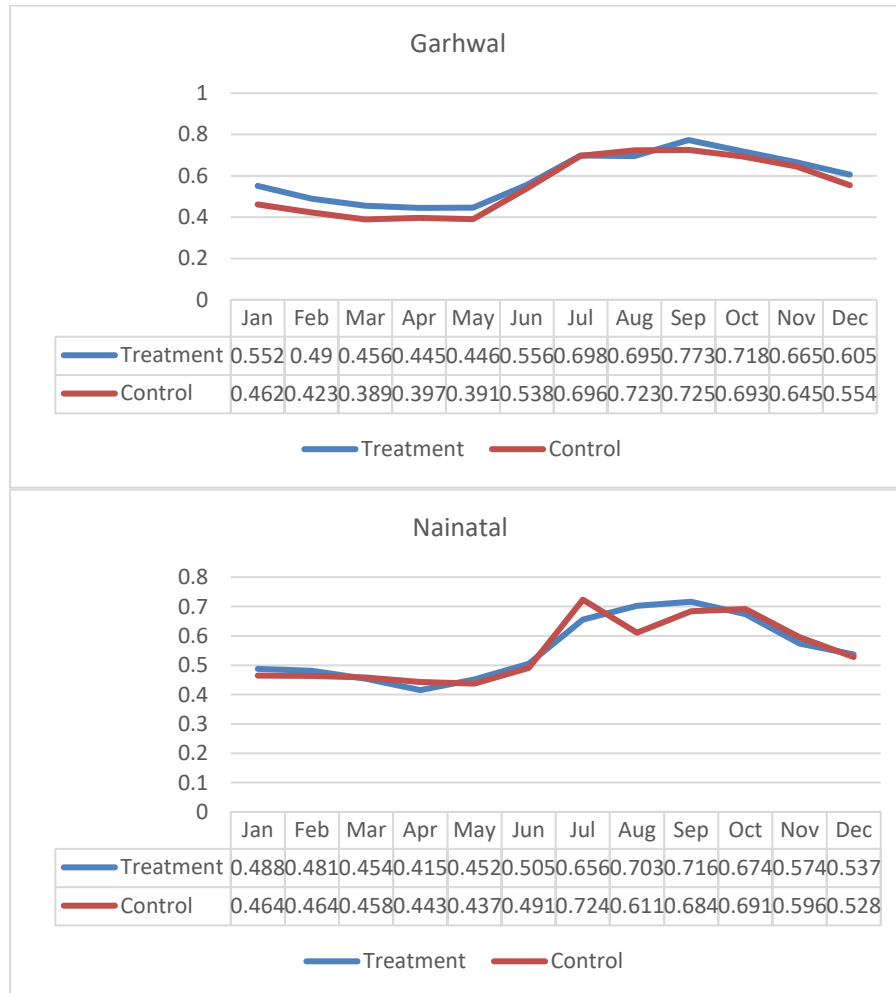 Garhwal
1
0.8
0.6
0.4
0.2
0
Jan Feb Mar Apr May Jun Jul Aug Sep Oct Nov Dec
Treatment 0.552 0.49 0.456 0.445 0.446 0.556 0.698 0.695 0.773 0.718 0.665 0.605
Control 0.462 0.423 0.389 0.397 0.391 0.538 0.696 0.723 0.725 0.693 0.645 0.554
Treatment Control
Nainatal
0.8
0.7
0.6
0.5
0.4
0.3
0.2
0.1
0
Jan Feb Mar Apr May Jun Jul Aug Sep Oct Nov Dec
Treatment 0.488 0.481 0.454 0.415 0.452 0.505 0.656 0.703 0.716 0.674 0.574 0.537
Control 0.464 0.464 0.458 0.443 0.437 0.491 0.724 0.611 0.684 0.691 0.596 0.528
Treatment Control